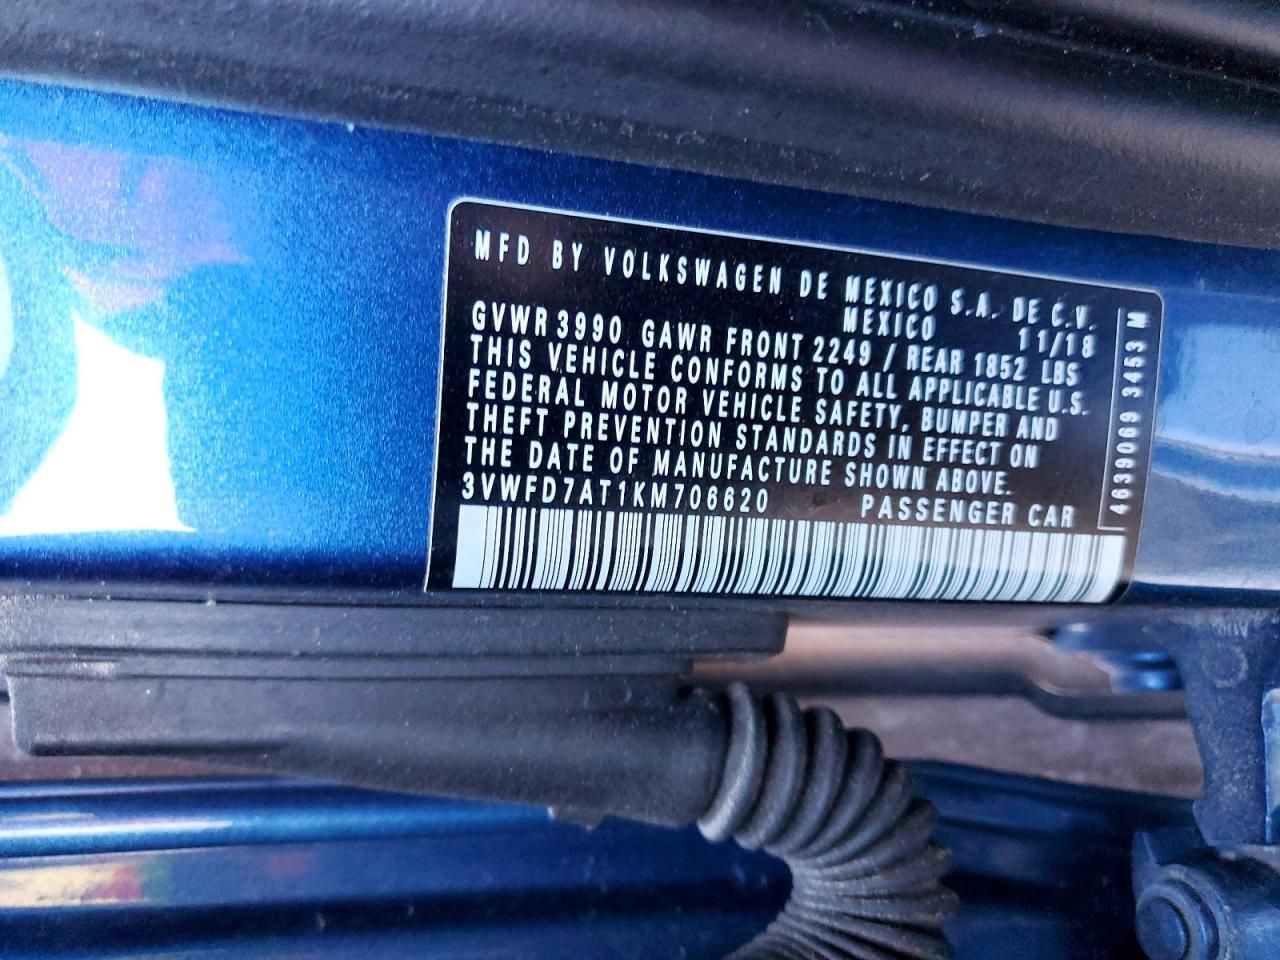 MFD BY VOLKSWAGEN DE MEXICO S.A. DE C.V.
MEXICO 11/18
GVWR 3990 GAWR FRONT 2249 / REAR 1852 LBS
THIS VEHICLE CONFORMS TO ALL APPLICABLE U.S.
FEDERAL MOTOR VEHICLE SAFETY, BUMPER AND
THEFT PREVENTION STANDARDS IN EFFECT ON
THE DATE OF MANUFACTURE SHOWN ABOVE.
3VWFD7AT1KM706620 PASSENGER CAR
4639069 3453 M